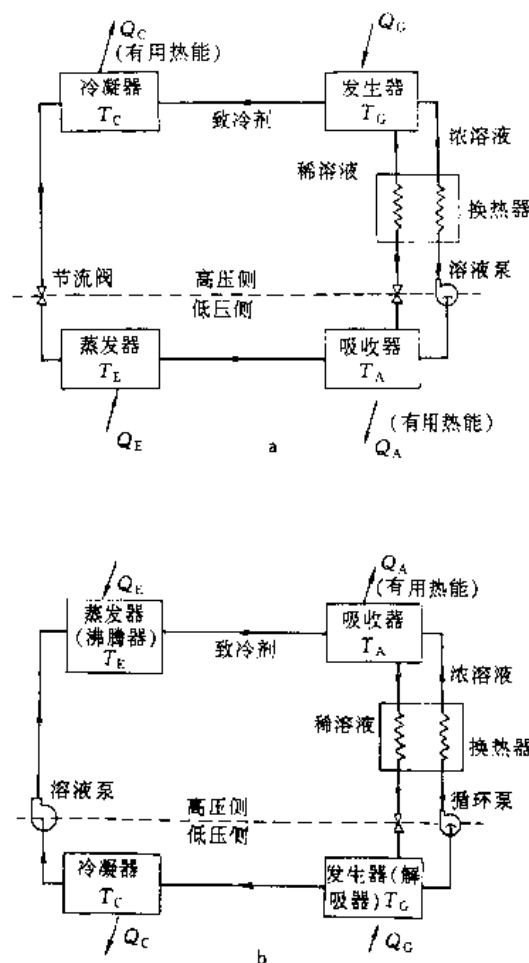 Q_C
(有用热能)
Q_G
冷凝器
T_C
发生器
T_G
致冷剂
浓溶液
稀溶液
换热器
节流阀
高压侧
低压侧
溶液泵
蒸发器
T_E
吸收器
T_A
Q_E
(有用热能)
Q_A
a
Q_E
Q_A
(有用热能)
蒸发器
(沸腾器)
T_E
吸收器
T_A
致冷剂
浓溶液
稀溶液
换热器
溶液泵
高压侧
低压侧
循环泵
冷凝器
T_C
发生器(解
吸器)T_G
Q_C
Q_G
b